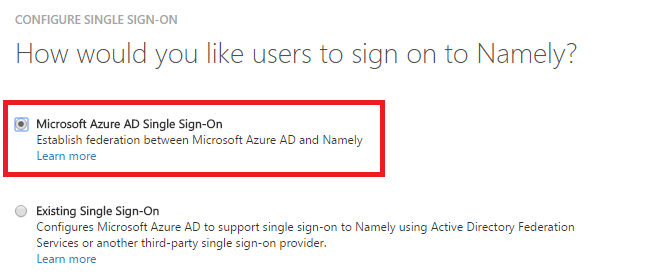 CONFIGURE SINGLE SIGN-ON
How would you like users to sign on to Namely?
Microsoft Azure AD Single Sign-On
Establish federation between Microsoft Azure AD and Namely
Learn more
Existing Single Sign-On
Configures Microsoft Azure AD to support single sign-on to Namely using Active Directory Federation
Services or another third-party single sign-on provider.
Learn more